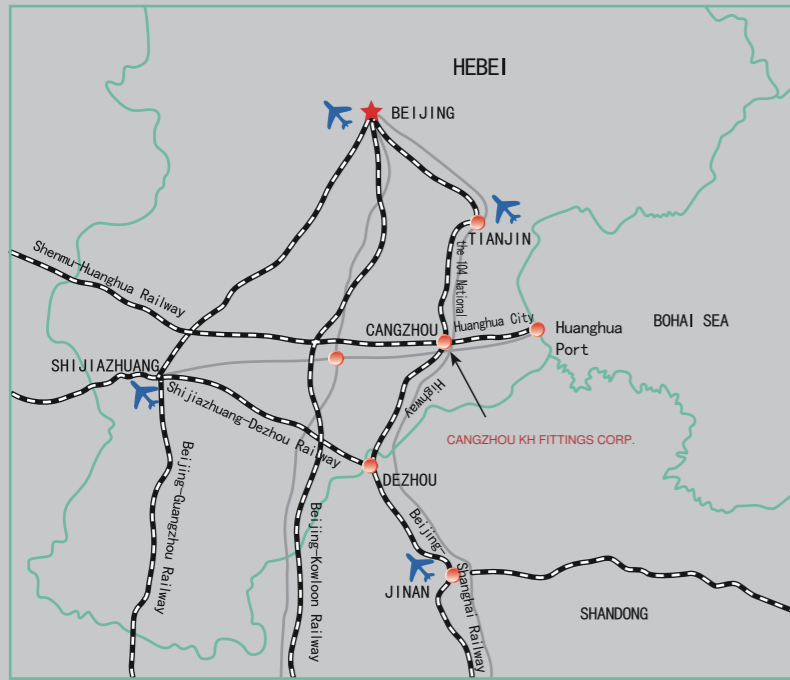 HEBEI
BEIJING
TIANJIN
the 104 National
Highway
Shenmu-Huanghua Railway
CANGZHOU
Huanghua City
Huanghua
Port
BOHAI SEA
SHIJIAZHUANG
Shijiazhuang-Dezhou Railway
CANGZHOU KH FITTINGS CORP.
DEZHOU
Beijing-Guangzhou Railway
Beijing-Kowloon Railway
Beijing-
Shanghai Railway
JINAN
SHANDONG